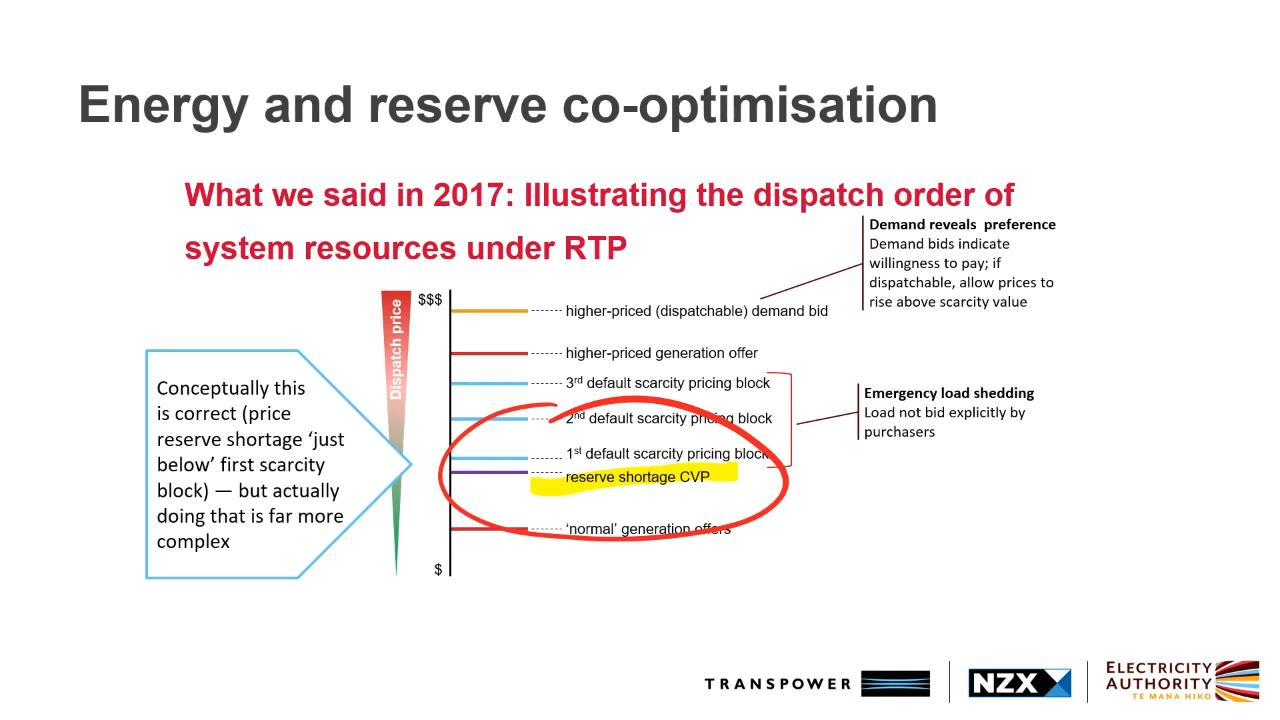 Energy and reserve co-optimisation
What we said in 2017: Illustrating the dispatch order of
system resources under RTP
Demand reveals  preference
Demand bids indicate
willingness to pay; if
dispatchable, allow prices to
rise above scarcity value
Dispatch price
$$$
higher-priced (dispatchable) demand bid
higher-priced generation offer
3rd default scarcity pricing block
2nd default scarcity pricing block
1st default scarcity pricing block
reserve shortage CVP
'normal' generation offers
$
Emergency load shedding
Load not bid explicitly by
purchasers
Conceptually this
is correct (price
reserve shortage 'just
below' first scarcity
block) — but actually
doing that is far more
complex
TRANSPOWER
NZX
ELECTRICITY
AUTHORITY
TE MANA HIKO